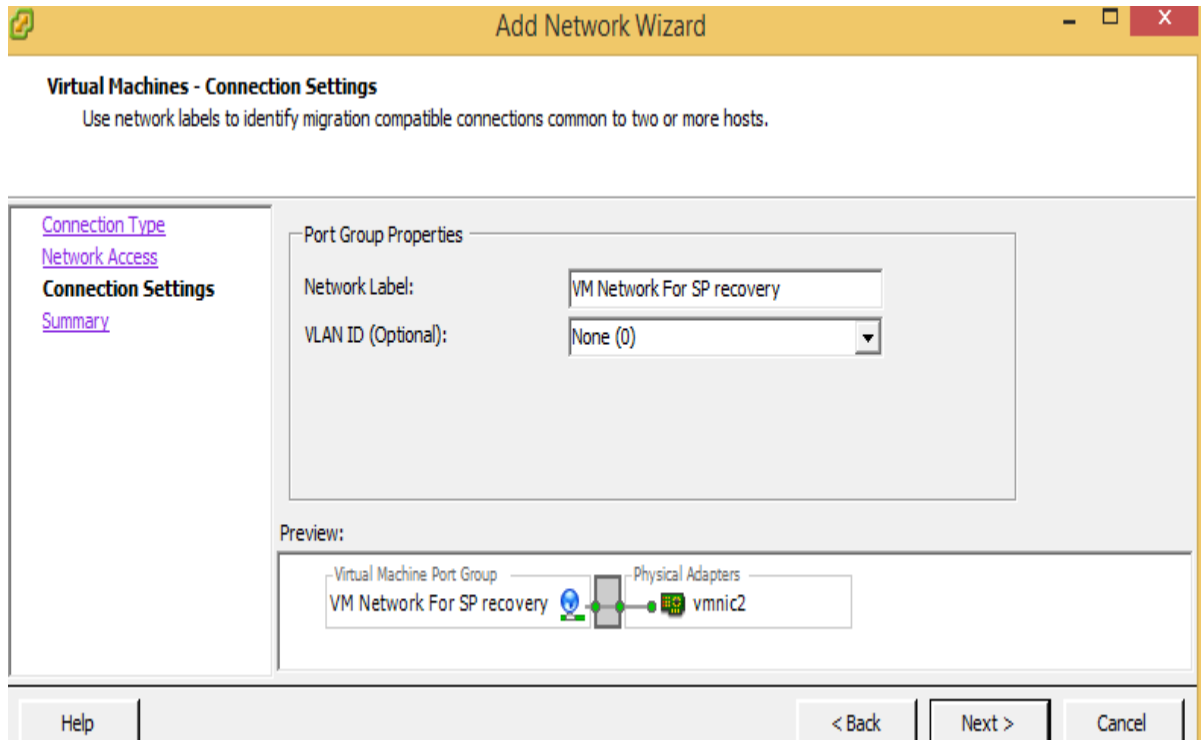 Add Network Wizard
Virtual Machines - Connection Settings
Use network labels to identify migration compatible connections common to two or more hosts.
Connection Type
Network Access
Connection Settings
Summary
Port Group Properties
Network Label:
VM Network For SP recovery
VLAN ID (Optional):
None (0)
Preview:
Virtual Machine Port Group
Physical Adapters
VM Network For SP recovery
vmnic2
Help
< Back
Next >
Cancel